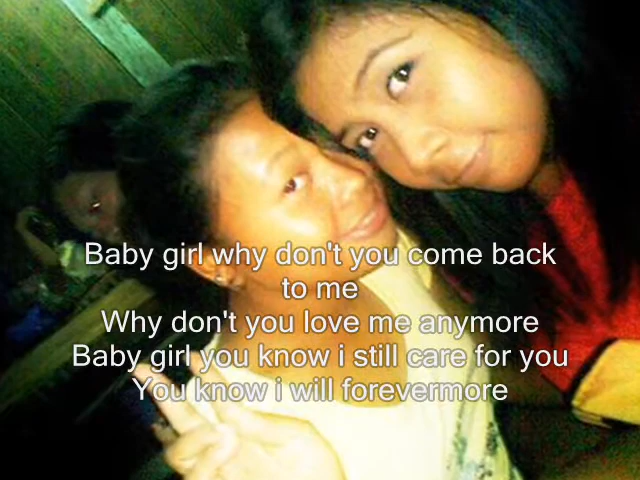 Baby girl why don't you come back
to me
Why don't you love me anymore
Baby girl you know i still care for you
You know i will forevermore